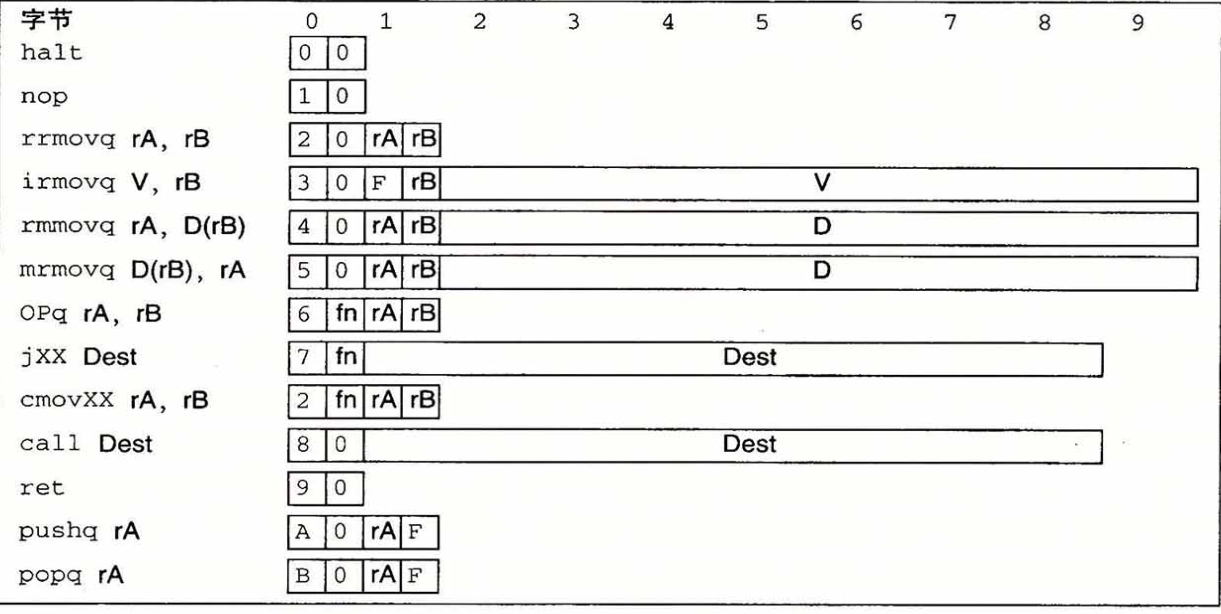 字节 0 1 2 3 4 5 6 7 8 9
halt 0 0
nop 1 0
rrmovq rA, rB 2 0 rA rB
irmovq V, rB 3 0 F rB V
rmmovq rA, D(rB) 4 0 rA rB D
mrmovq D(rB), rA 5 0 rA rB D
OPq rA, rB 6 fn rA rB
jXX Dest 7 fn Dest
cmovXX rA, rB 2 fn rA rB
call Dest 8 0 Dest
ret 9 0
pushq rA A 0 rA F
popq rA B 0 rA F